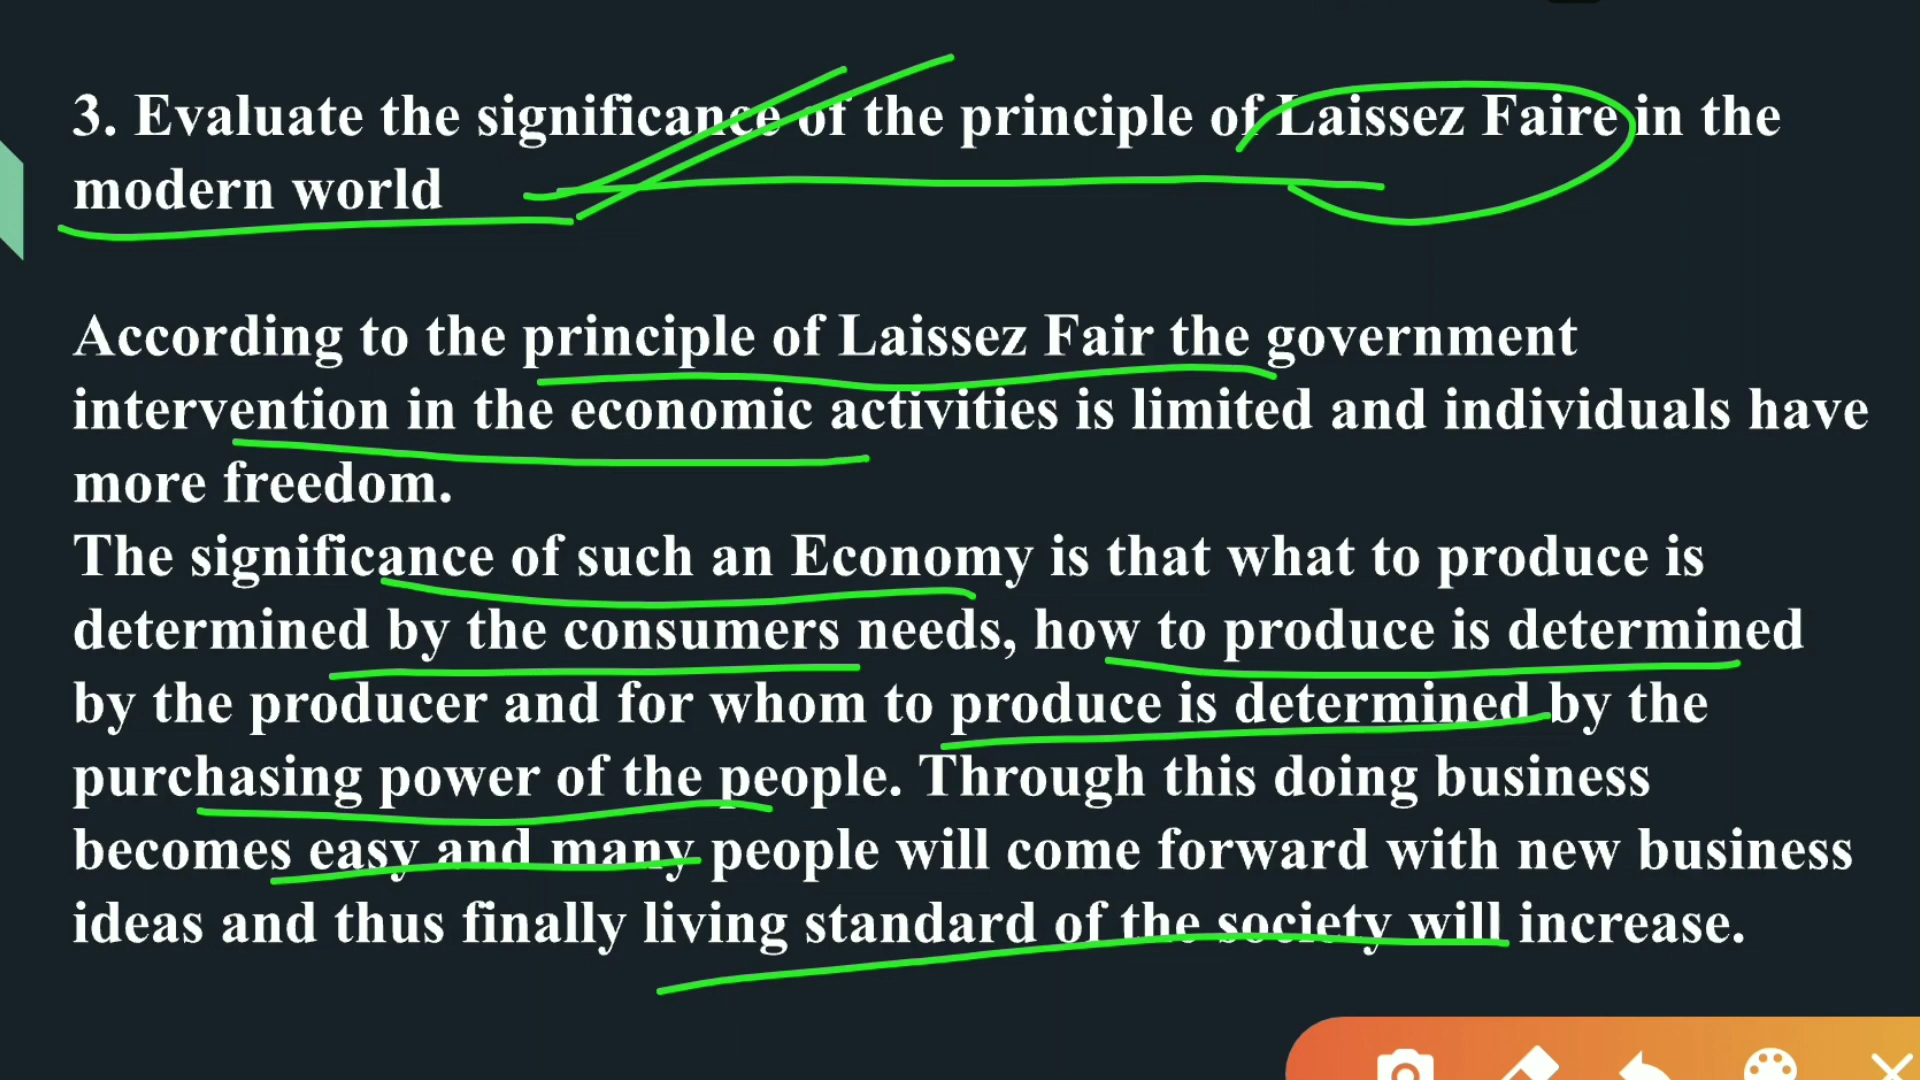 3. Evaluate the significance of the principle of Laissez Faire in the
modern world
According to the principle of Laissez Fair the government
intervention in the economic activities is limited and individuals have
more freedom.
The significance of such an Economy is that what to produce is
determined by the consumers needs, how to produce is determined
by the producer and for whom to produce is determined by the
purchasing power of the people. Through this doing business
becomes easy and many people will come forward with new business
ideas and thus finally living standard of the society will increase.